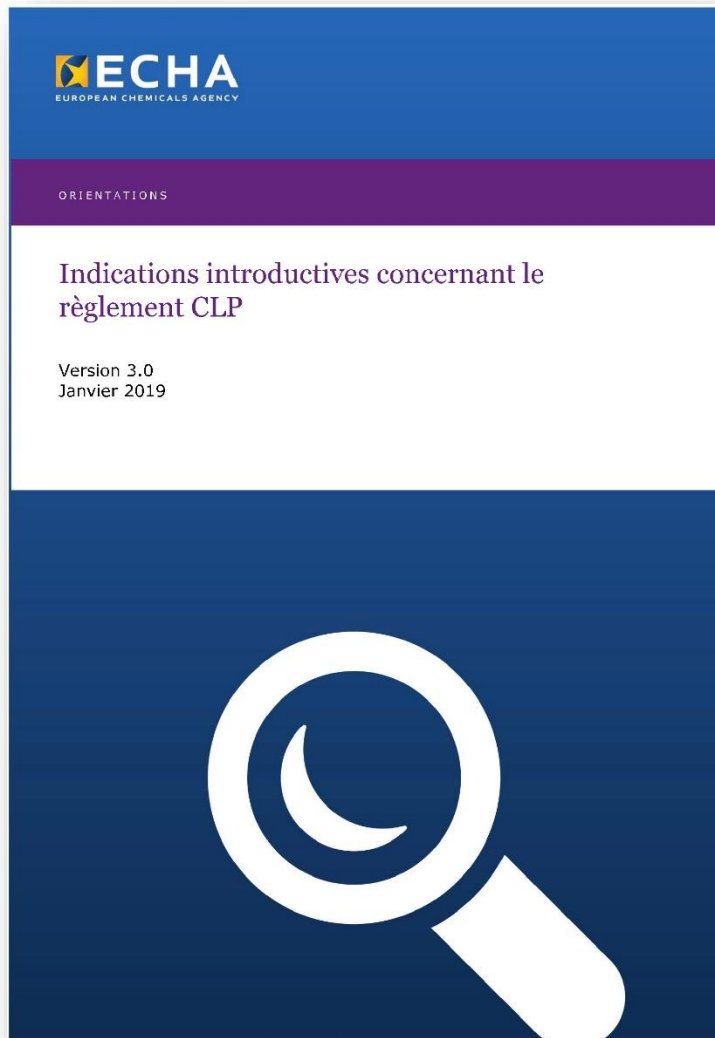 ECHA
EUROPEAN CHEMICALS AGENCY
ORIENTATIONS
Indications introductives concernant le
règlement CLP
Version 3.0
Janvier 2019